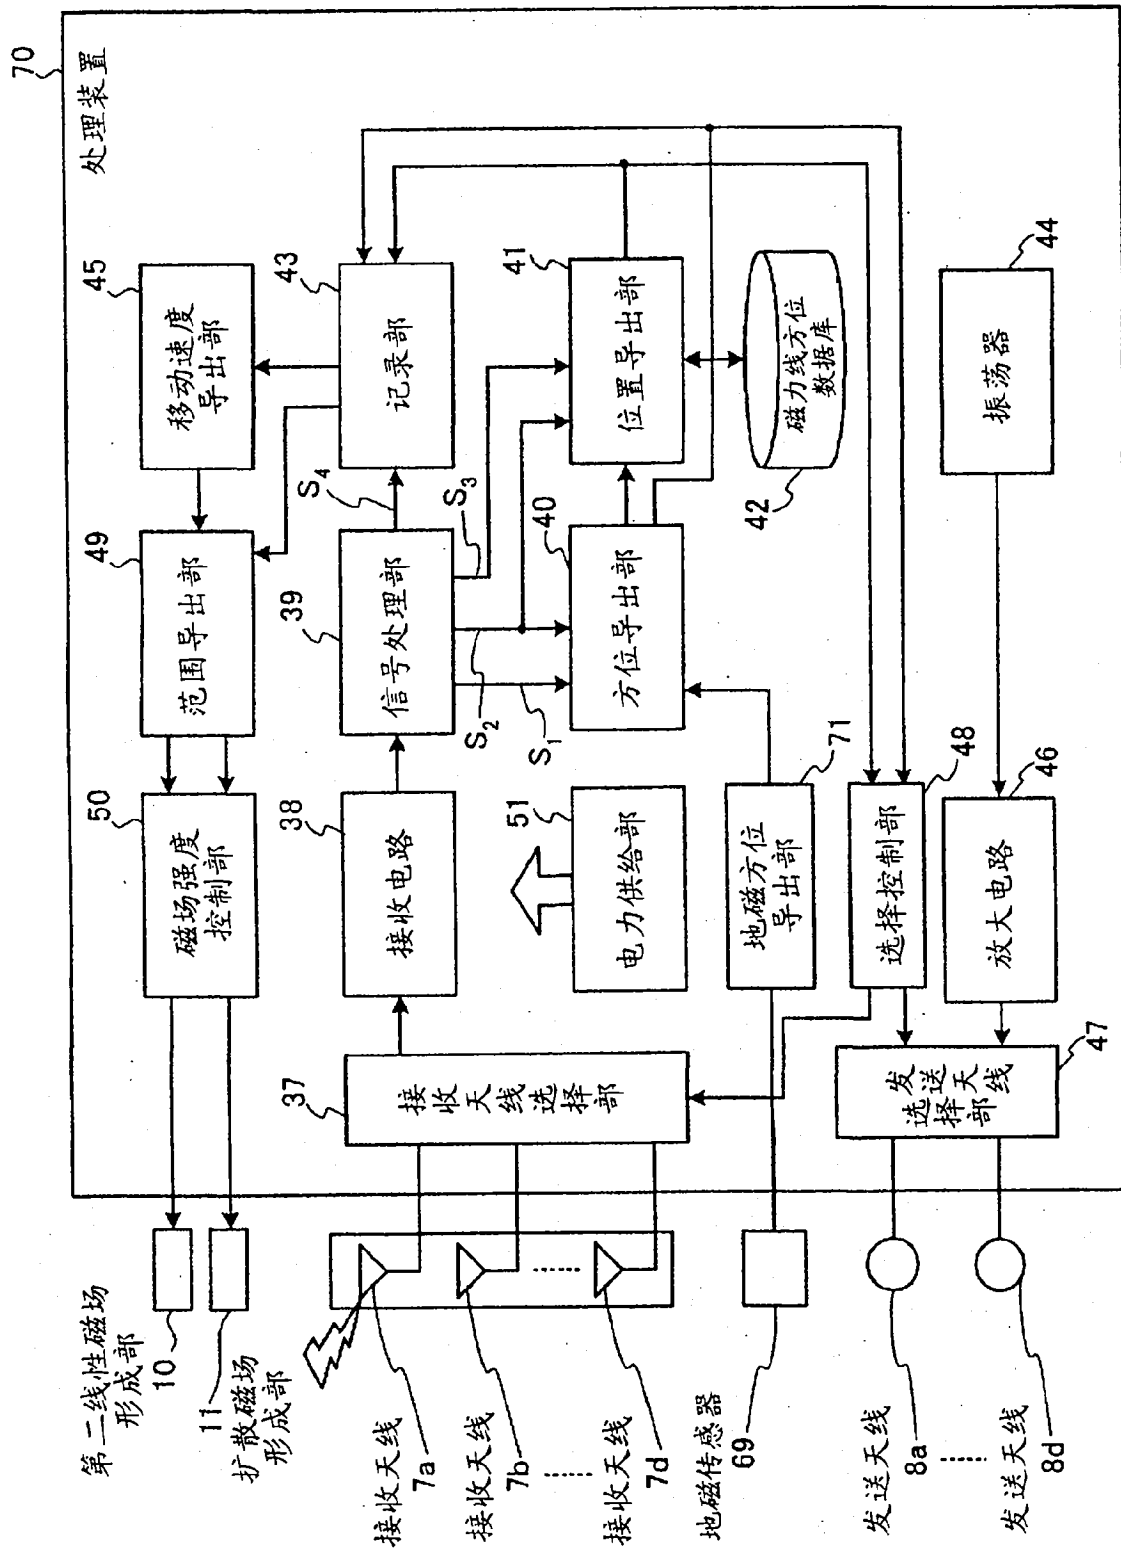 70
处理装置
第二线性磁场
形成部
10
扩散磁场
形成部
11
50
磁场强度
控制部
49
范围导出部
45
移动速度
导出部
接收天线
7a
接收天线
7b
接收天线
7d
37
接收天线选择部
38
接收电路
39
信号处理部
S4
43
记录部
S1
S2
S3
51
电力供给部
40
方位导出部
41
位置导出部
42
磁力线方位
数据库
地磁传感器
69
71
地磁方位
导出部
48
选择控制部
发送天线
8a
发送天线
8d
47
发送天线
选择部
46
放大电路
44
振荡器